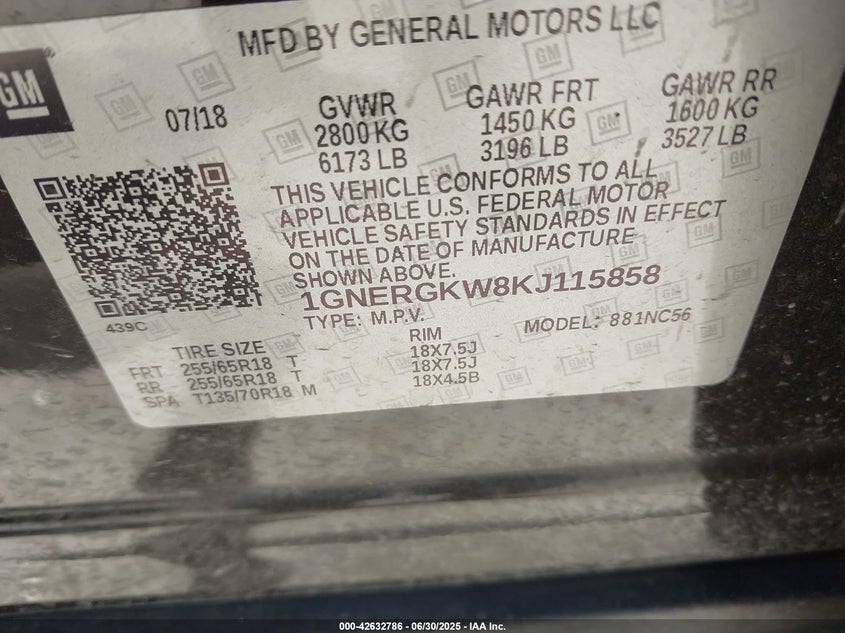 MFD BY GENERAL MOTORS LLC
GM
07/18
GVWR
2800 KG
6173 LB
GAWR FRT
1450 KG
3196 LB
GAWR RR
1600 KG
3527 LB
THIS VEHICLE CONFORMS TO ALL
APPLICABLE U.S. FEDERAL MOTOR
VEHICLE SAFETY STANDARDS IN EFFECT
ON THE DATE OF MANUFACTURE
SHOWN ABOVE.
1GNERGKW8KJ115858
439C
TYPE: M.P.V. MODEL: 881NC56
TIRE SIZE RIM
FRT 255/65R18 T 18X7.5J
RR 255/65R18 T 18X7.5J
SPA T135/70R18 M 18X4.5B
000-42632786 - 06/30/2025 - IAA Inc.